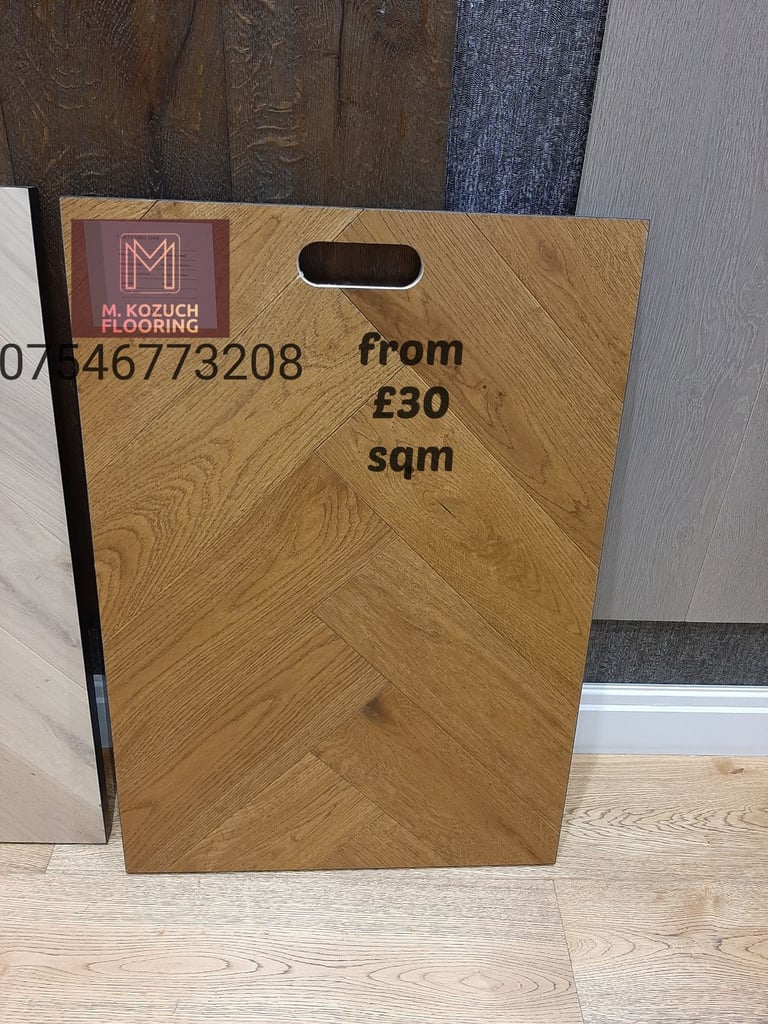 M
M. KOZUCH
FLOORING
07546773208
from
£30
sqm